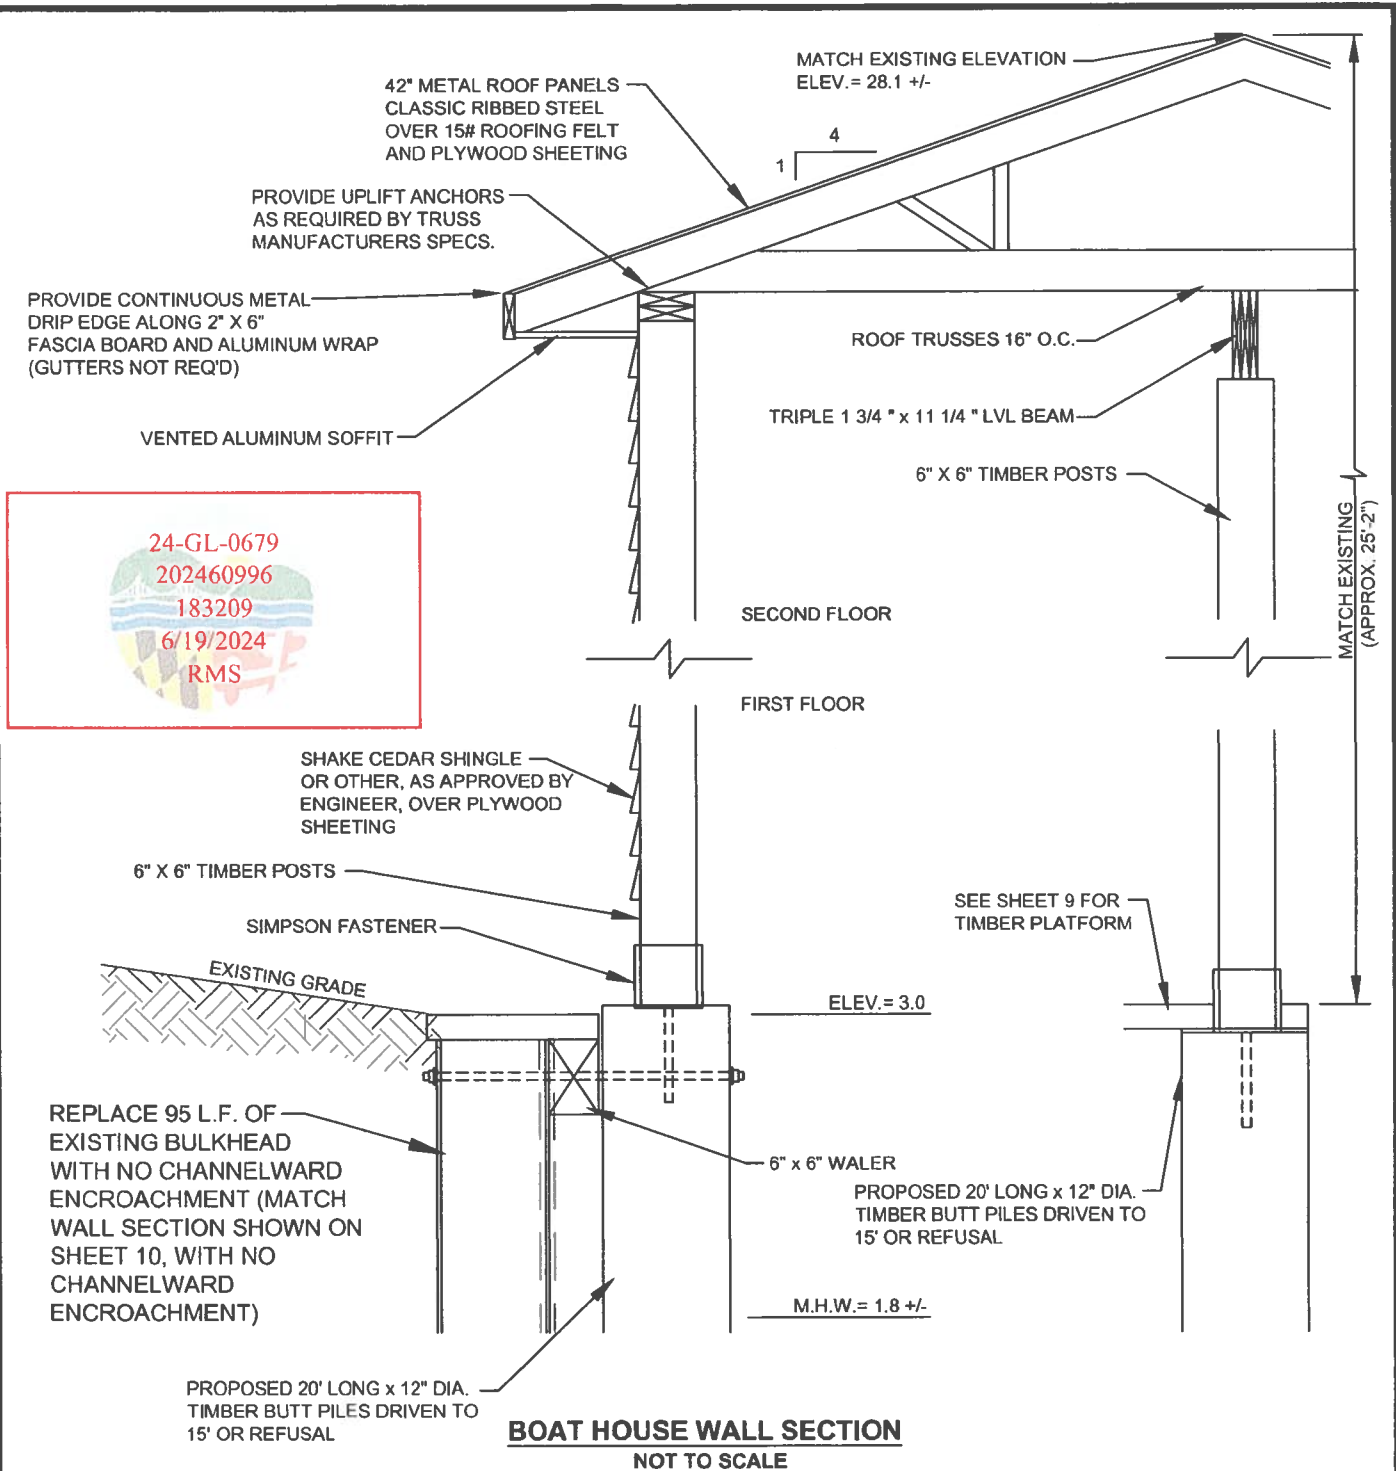 MATCH EXISTING ELEVATION
ELEV.= 28.1 +/-
42" METAL ROOF PANELS
CLASSIC RIBBED STEEL
OVER 15# ROOFING FELT
AND PLYWOOD SHEETING
4
1
PROVIDE UPLIFT ANCHORS
AS REQUIRED BY TRUSS
MANUFACTURERS SPECS.
PROVIDE CONTINUOUS METAL
DRIP EDGE ALONG 2" X 6"
FASCIA BOARD AND ALUMINUM WRAP
(GUTTERS NOT REQ'D)
ROOF TRUSSES 16" O.C.
TRIPLE 1 3/4 " x 11 1/4 " LVL BEAM
VENTED ALUMINUM SOFFIT
6" X 6" TIMBER POSTS
MATCH EXISTING
(APPROX. 25'-2")
24-GL-0679
202460996
183209
6/19/2024
RMS
SECOND FLOOR
FIRST FLOOR
SHAKE CEDAR SHINGLE
OR OTHER, AS APPROVED BY
ENGINEER, OVER PLYWOOD
SHEETING
6" X 6" TIMBER POSTS
SIMPSON FASTENER
SEE SHEET 9 FOR
TIMBER PLATFORM
EXISTING GRADE
ELEV.= 3.0
REPLACE 95 L.F. OF
EXISTING BULKHEAD
WITH NO CHANNELWARD
ENCROACHMENT (MATCH
WALL SECTION SHOWN ON
SHEET 10, WITH NO
CHANNELWARD
ENCROACHMENT)
6" x 6" WALER
PROPOSED 20' LONG x 12" DIA.
TIMBER BUTT PILES DRIVEN TO
15' OR REFUSAL
M.H.W.= 1.8 +/-
PROPOSED 20' LONG x 12" DIA.
TIMBER BUTT PILES DRIVEN TO
15' OR REFUSAL
BOAT HOUSE WALL SECTION
NOT TO SCALE